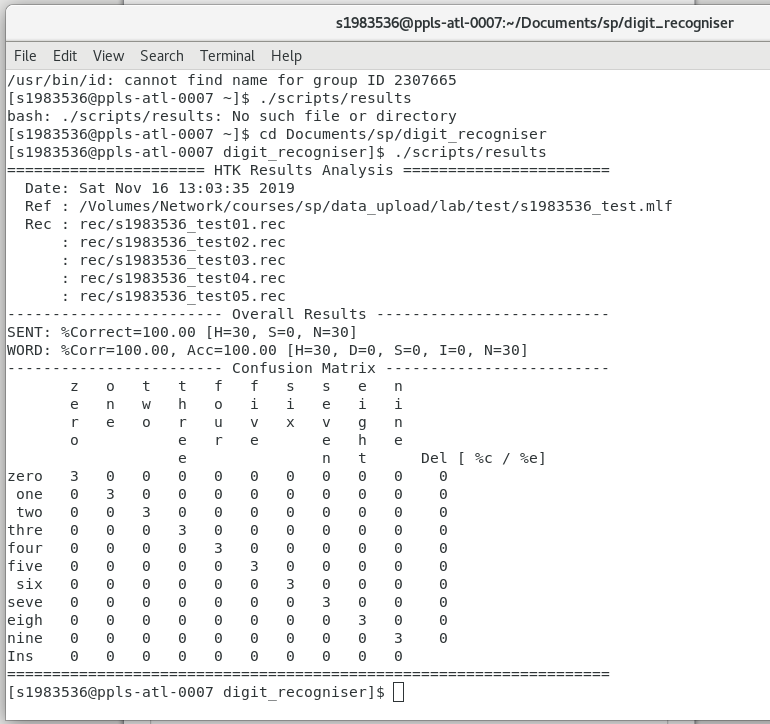 s1983536@ppls-atl-0007:~/Documents/sp/digit_recogniser
File Edit View Search Terminal Help
/usr/bin/id: cannot find name for group ID 2307665
[s1983536@ppls-atl-0007 ~]$ ./scripts/results
bash: ./scripts/results: No such file or directory
[s1983536@ppls-atl-0007 ~]$ cd Documents/sp/digit_recogniser
[s1983536@ppls-atl-0007 digit_recogniser]$ ./scripts/results
====================== HTK Results Analysis =======================
  Date: Sat Nov 16 13:03:35 2019
  Ref : /Volumes/Network/courses/sp/data_upload/lab/test/s1983536_test.mlf
  Rec : rec/s1983536_test01.rec
      : rec/s1983536_test02.rec
      : rec/s1983536_test03.rec
      : rec/s1983536_test04.rec
      : rec/s1983536_test05.rec
------------------------ Overall Results --------------------------
SENT: %Correct=100.00 [H=30, S=0, N=30]
WORD: %Corr=100.00, Acc=100.00 [H=30, D=0, S=0, I=0, N=30]
------------------------ Confusion Matrix -------------------------
       z   o   t   t   f   f   s   s   e   n
       e   n   w   h   o   i   i   e   i   i
       r   e   o   r   u   v   x   v   g   n
       o           e   r   e       e   h   e
                   e               n   t      Del [ %c / %e]
zero   3   0   0   0   0   0   0   0   0   0    0
 one   0   3   0   0   0   0   0   0   0   0    0
 two   0   0   3   0   0   0   0   0   0   0    0
thre   0   0   0   3   0   0   0   0   0   0    0
four   0   0   0   0   3   0   0   0   0   0    0
five   0   0   0   0   0   3   0   0   0   0    0
 six   0   0   0   0   0   0   3   0   0   0    0
seve   0   0   0   0   0   0   0   3   0   0    0
eigh   0   0   0   0   0   0   0   0   3   0    0
nine   0   0   0   0   0   0   0   0   0   3    0
Ins    0   0   0   0   0   0   0   0   0   0
===================================================================
[s1983536@ppls-atl-0007 digit_recogniser]$